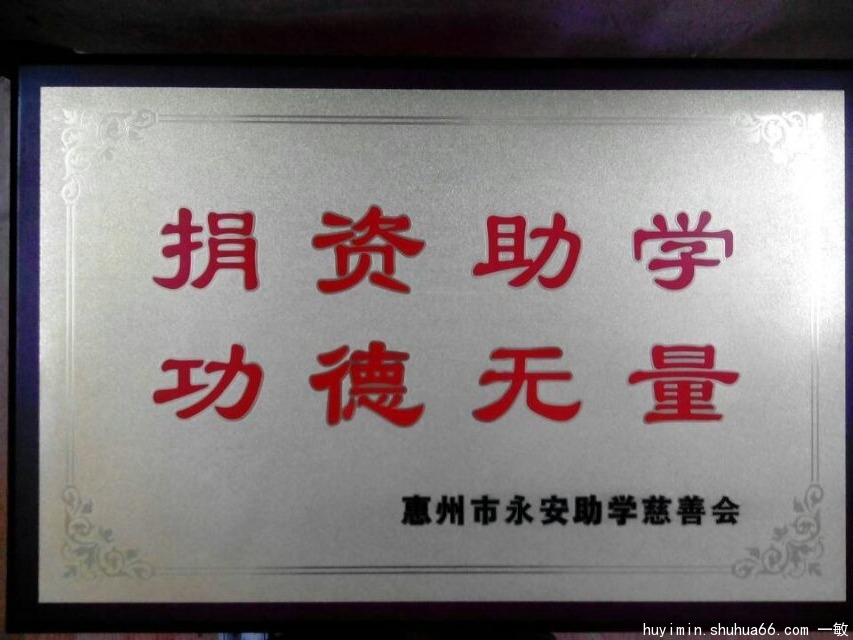 捐资助学
功德无量
惠州市永安助学慈善会
huyimin.shuhua66.com 一敏